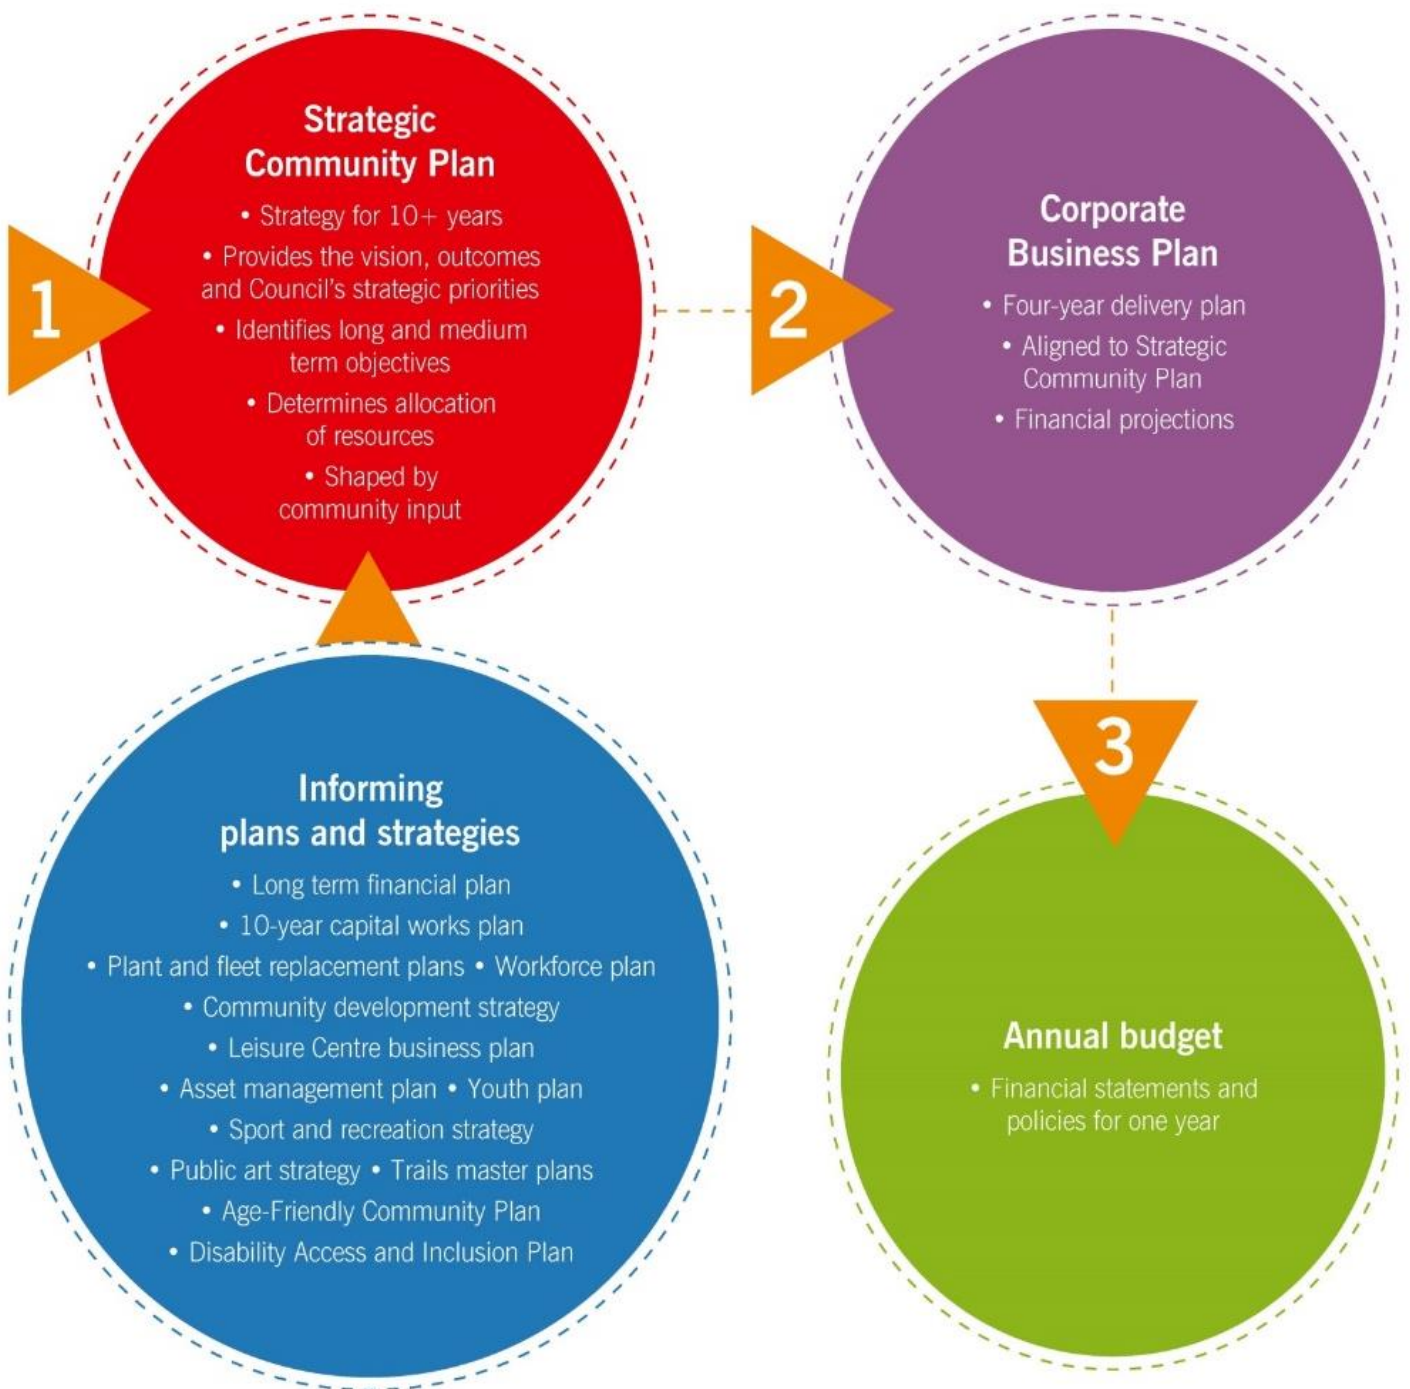 1
Strategic
Community Plan
• Strategy for 10+ years
• Provides the vision, outcomes
and Council's strategic priorities
• Identifies long and medium
term objectives
• Determines allocation
of resources
• Shaped by
community input
2
Corporate
Business Plan
• Four-year delivery plan
• Aligned to Strategic
Community Plan
• Financial projections
Informing
plans and strategies
• Long term financial plan
• 10-year capital works plan
• Plant and fleet replacement plans • Workforce plan
• Community development strategy
• Leisure Centre business plan
• Asset management plan • Youth plan
• Sport and recreation strategy
• Public art strategy • Trails master plans
• Age-Friendly Community Plan
• Disability Access and Inclusion Plan
3
Annual budget
• Financial statements and
policies for one year